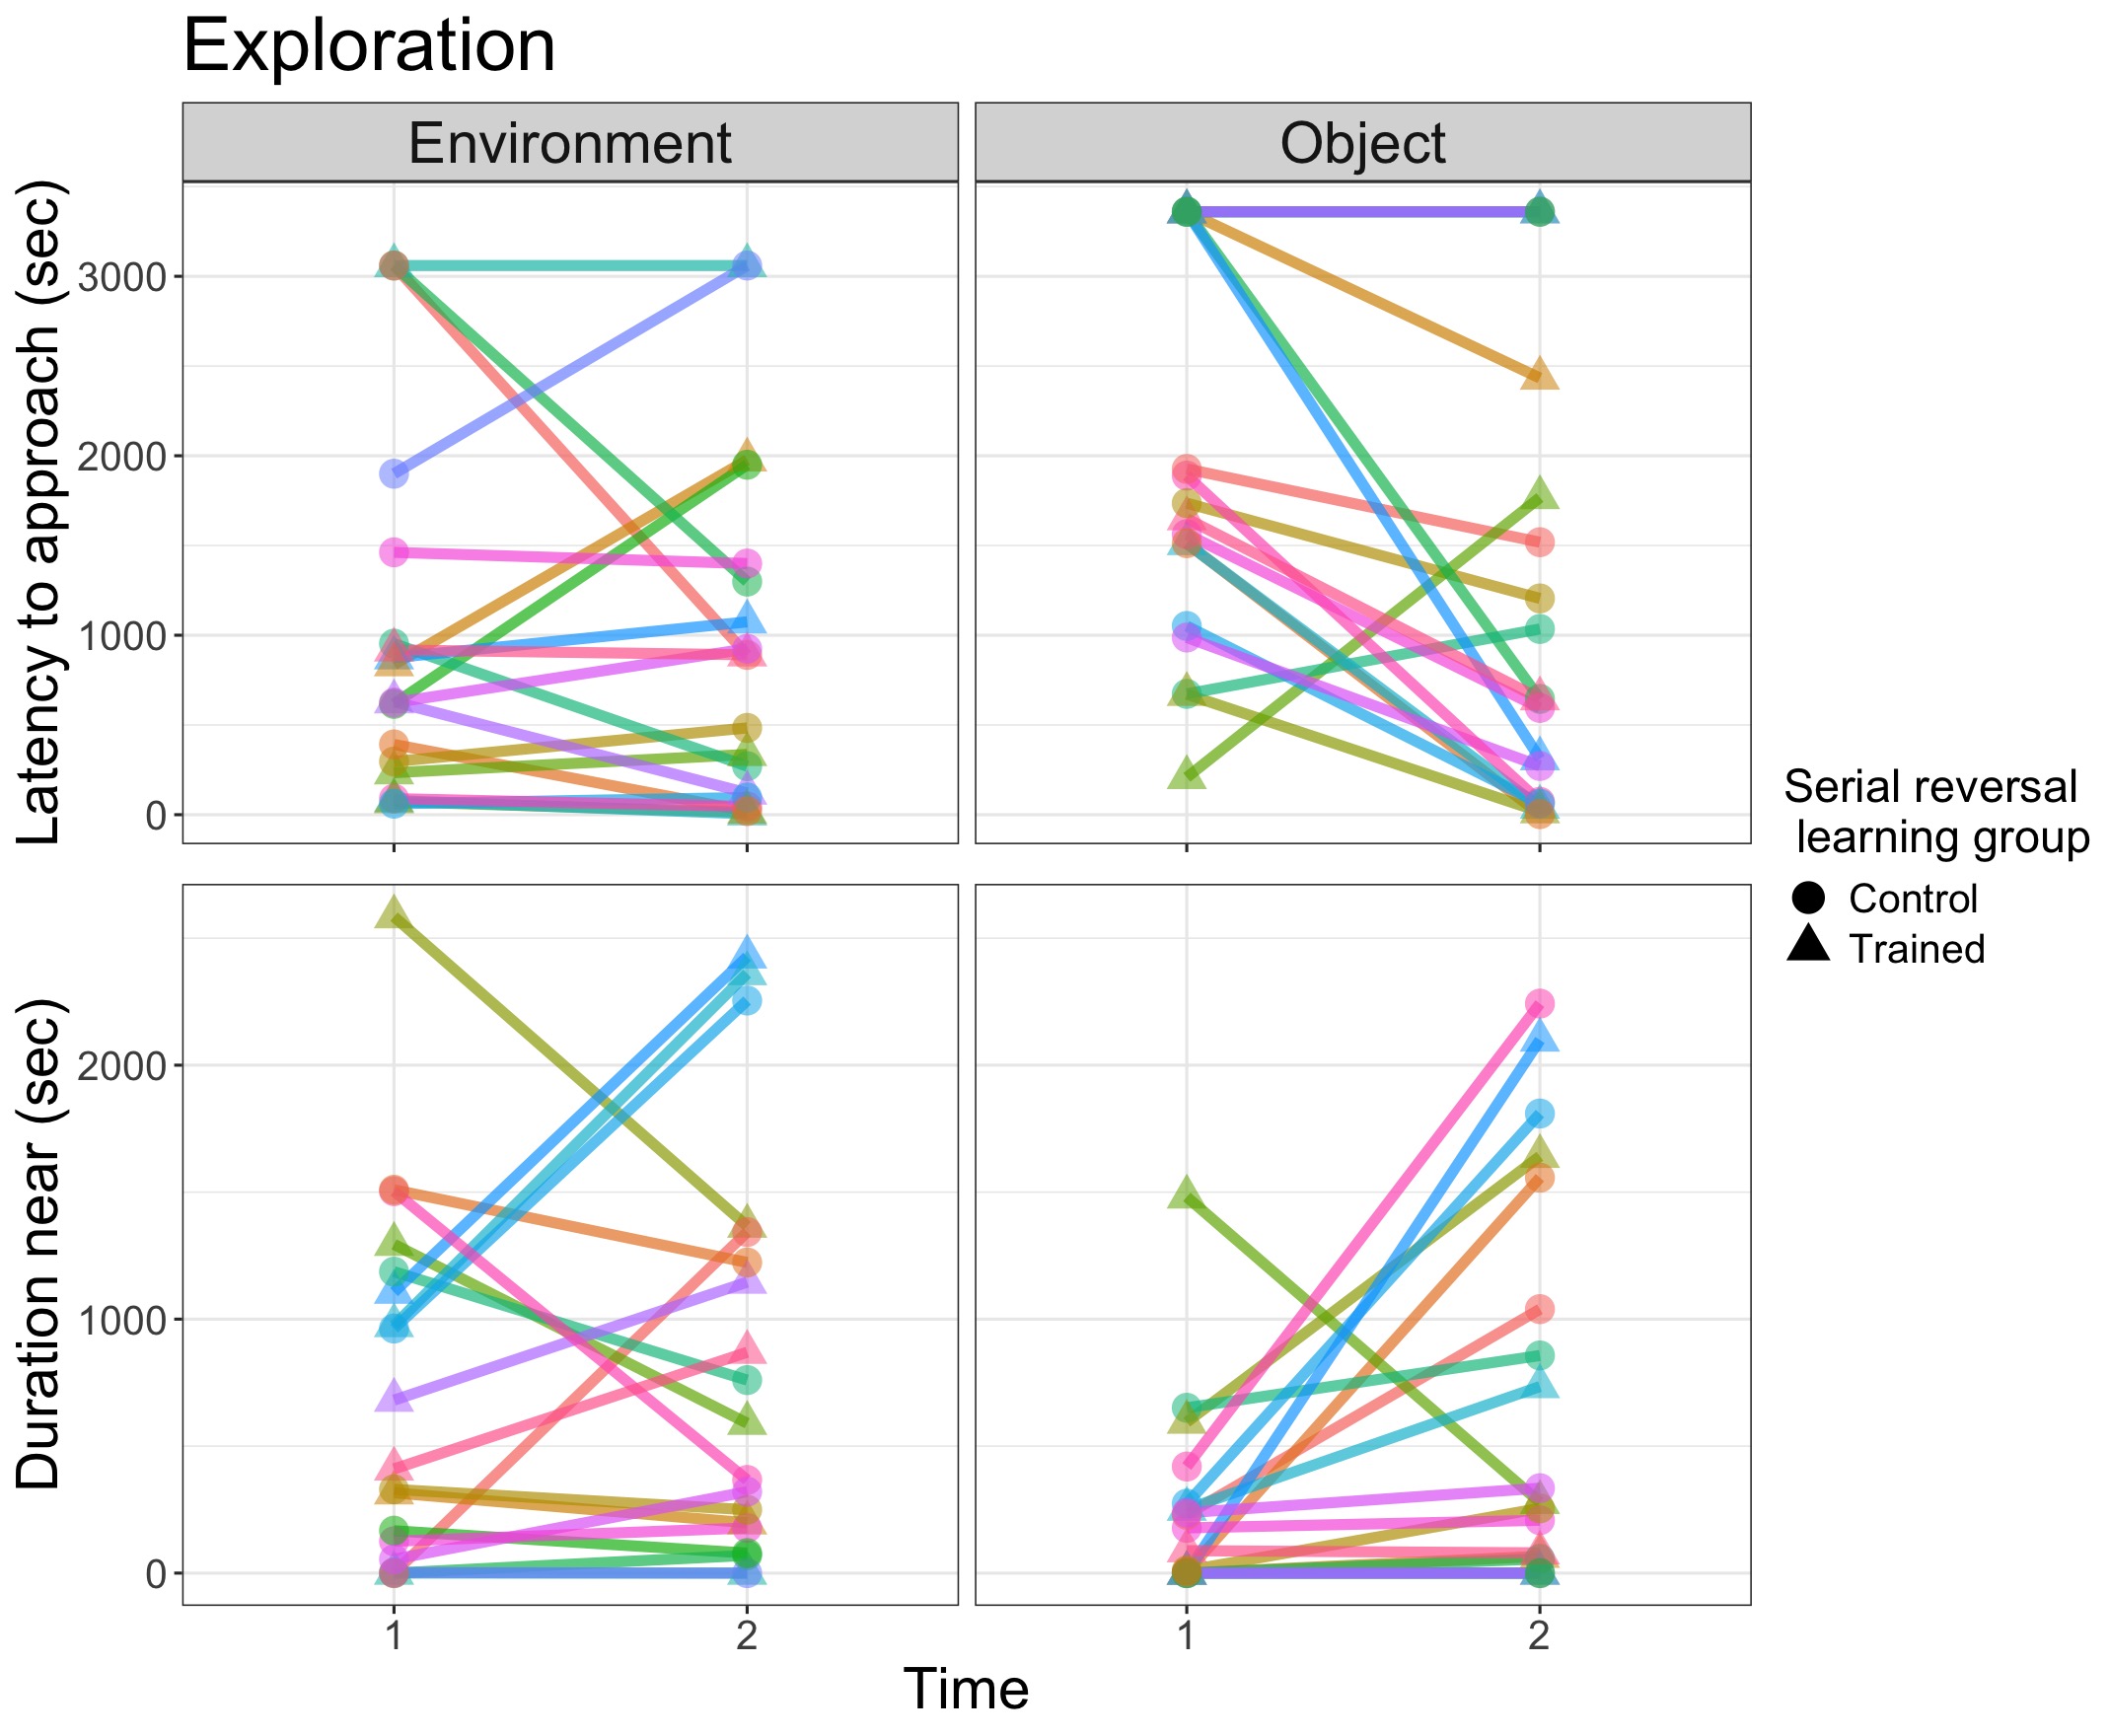 Exploration
Environment
Object
Latency to approach (sec)
3000
2000
1000
0
Duration near (sec)
2000
1000
0
1
2
1
2
Time
Serial reversal
learning group
Control
Trained